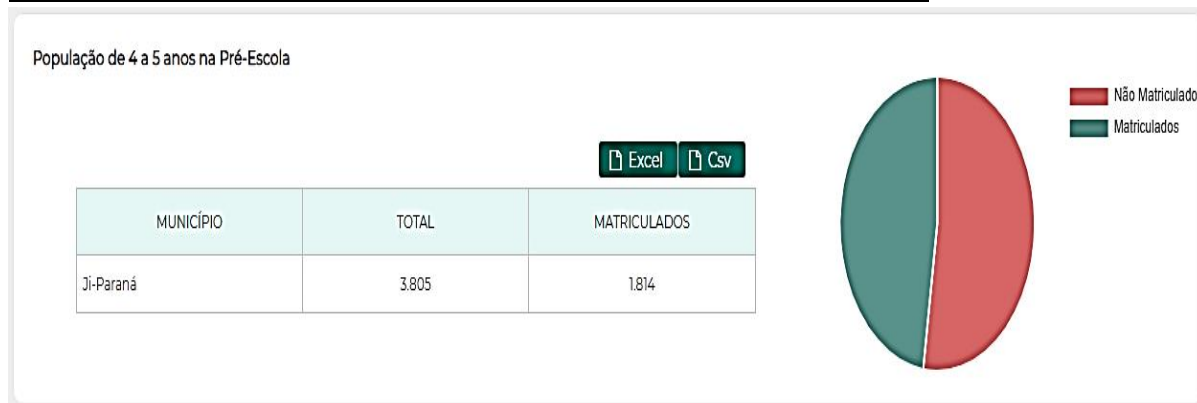 População de 4 a 5 anos na Pré-Escola
Excel Csv
MUNICÍPIO TOTAL MATRICULADOS
Ji-Paraná 3.805 1.814
Não Matriculado
Matriculados